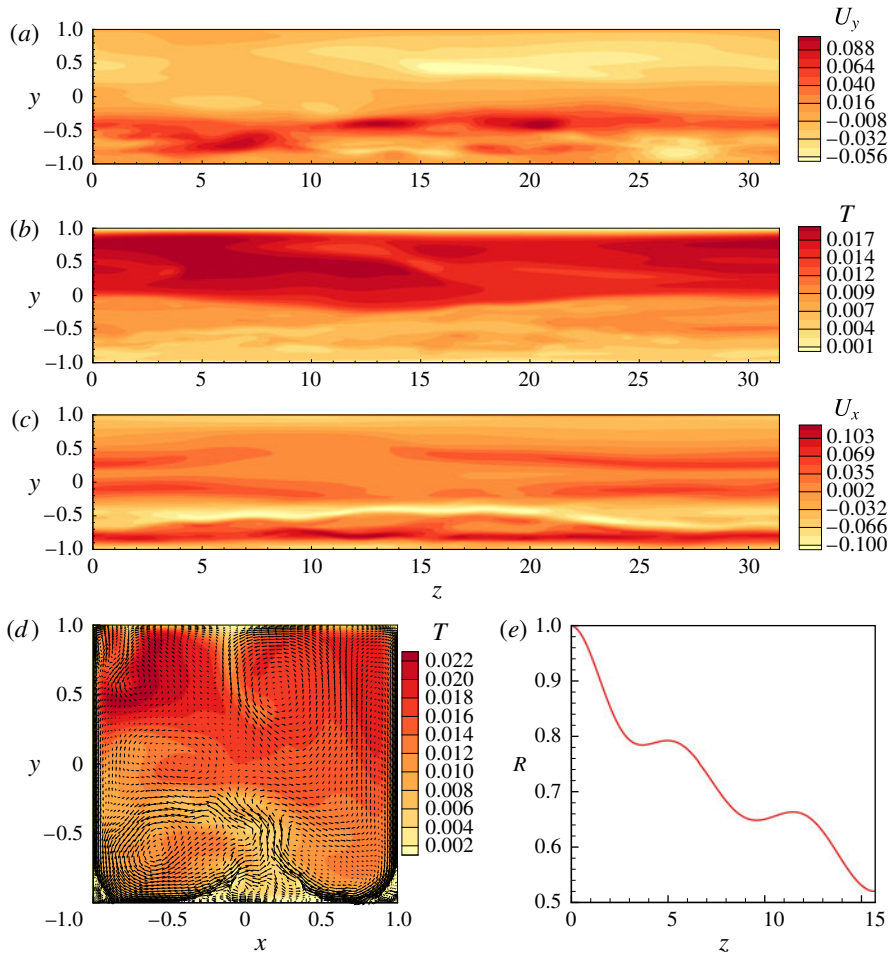 (a)
U_y
1.0
0.5
y
0
−0.5
−1.0
0.088
0.064
0.040
0.016
−0.008
−0.032
−0.056
0 5 10 15 20 25 30
(b)
T
1.0
0.5
y
0
−0.5
−1.0
0.017
0.014
0.012
0.009
0.007
0.004
0.001
0 5 10 15 20 25 30
(c)
U_x
1.0
0.5
y
0
−0.5
−1.0
0.103
0.069
0.035
0.002
−0.032
−0.066
−0.100
0 5 10 15 20 25 30
z
(d)
T
1.0
0.5
y
0
−0.5
−1.0
0.022
0.020
0.018
0.016
0.014
0.012
0.010
0.008
0.006
0.004
0.002
−0.5 0 0.5 1.0
x
(e)
1.0
0.9
0.8
R
0.7
0.6
0.5
0 5 10 15
z